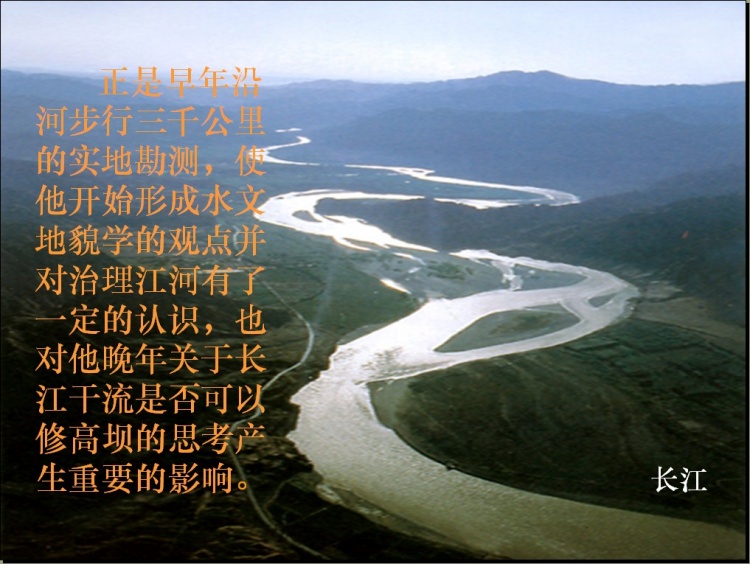 正是早年沿
河步行三千公里
的实地勘测，使
他开始形成水文
地貌学的观点并
对治理江河有了
一定的认识，也
对他晚年关于长
江干流是否可以
修高坝的思考产
生重要的影响。
长江